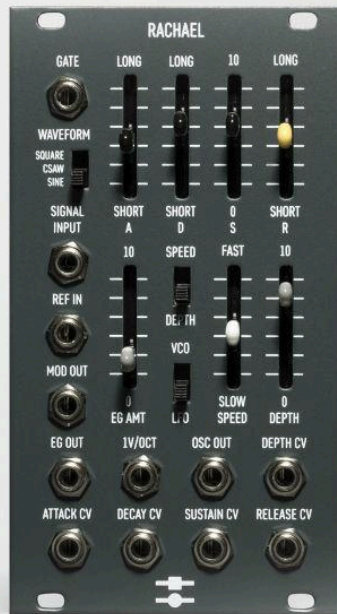 RACHAEL
GATE LONG LONG 10 LONG
WAVEFORM
SQUARE
CSAW
SINE
SIGNAL INPUT
SHORT SHORT 0 SHORT
A D S R
10 SPEED FAST 10
REF IN
DEPTH
MOD OUT
VCO
0 LFO SLOW 0
EG AMT SPEED DEPTH
EG OUT 1V/OCT OSC OUT DEPTH CV
ATTACK CV DECAY CV SUSTAIN CV RELEASE CV